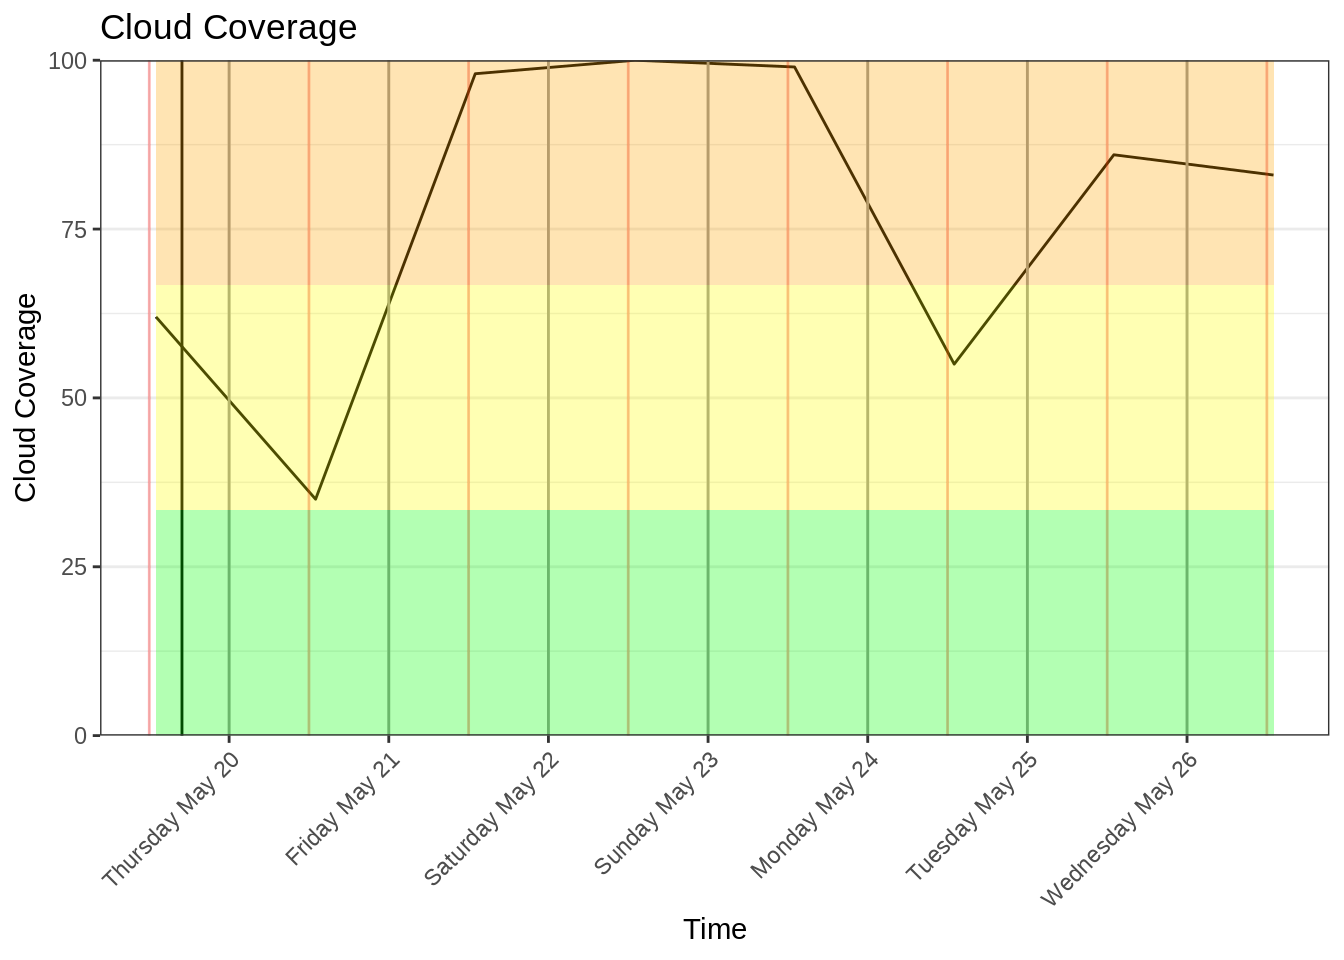 Cloud Coverage
100
75
50
25
0
Cloud Coverage
Thursday May 20
Friday May 21
Saturday May 22
Sunday May 23
Monday May 24
Tuesday May 25
Wednesday May 26
Time